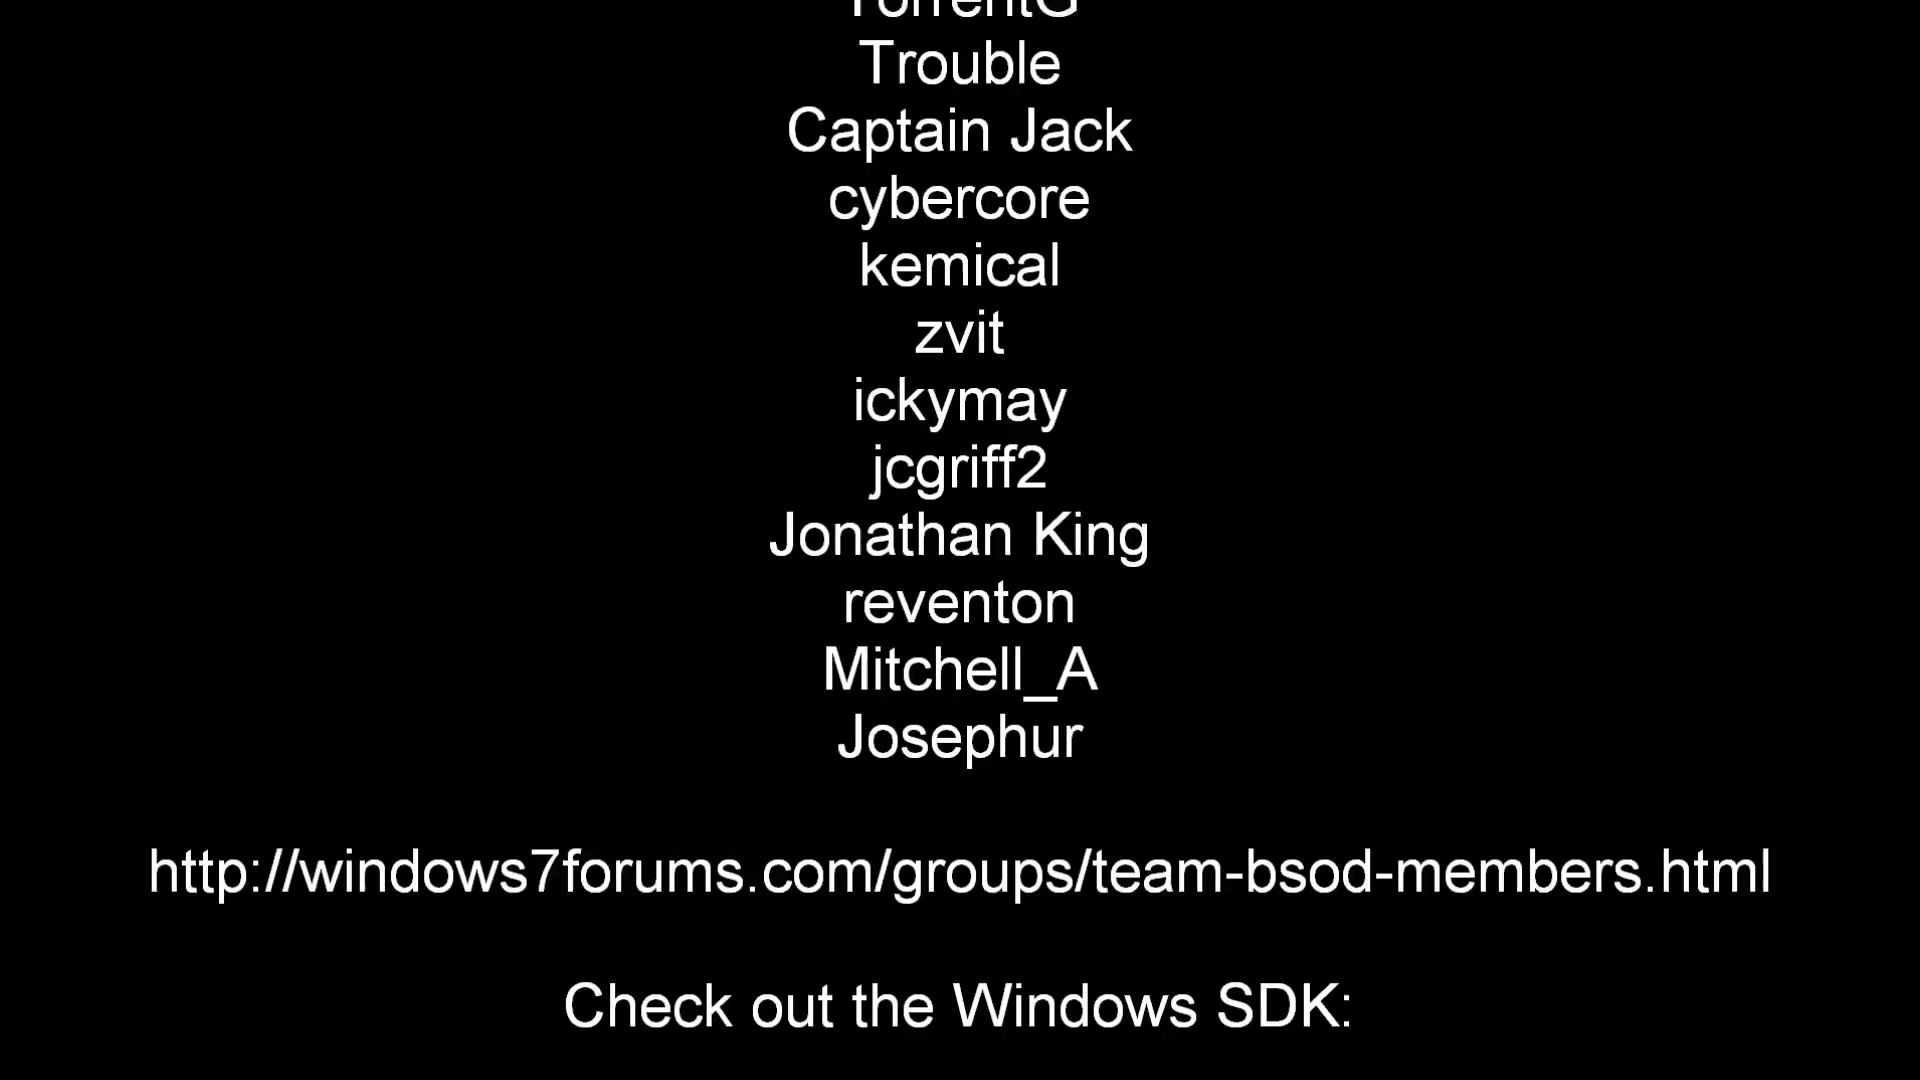 TorrentG
Trouble
Captain Jack
cybercore
kemical
zvit
ickymay
jcgriff2
Jonathan King
reventon
Mitchell_A
Josephur
http://windows7forums.com/groups/team-bsod-members.html
Check out the Windows SDK: